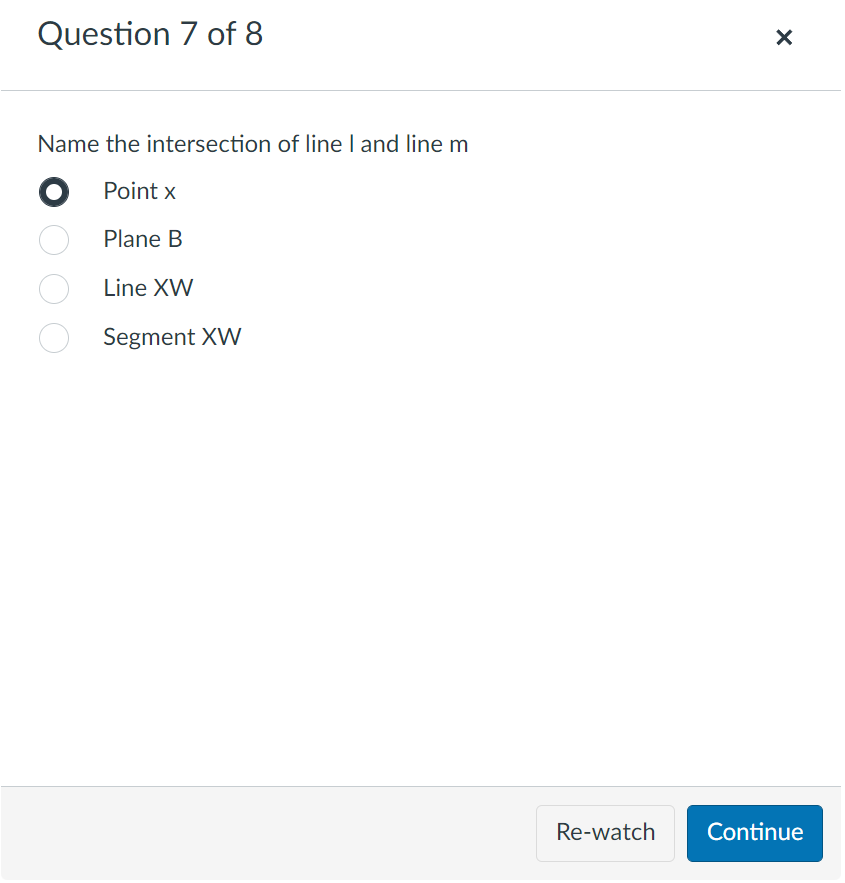 Question 7 of 8
×
Name the intersection of line l and line m
Point x
Plane B
Line XW
Segment XW
Re-watch
Continue